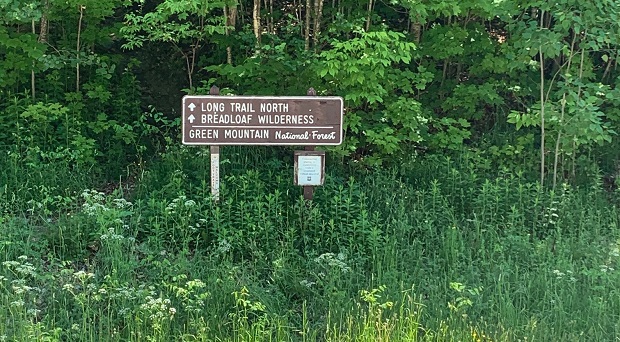 ↑ LONG TRAIL NORTH
↑ BREADLOAF WILDERNESS
GREEN MOUNTAIN National Forest